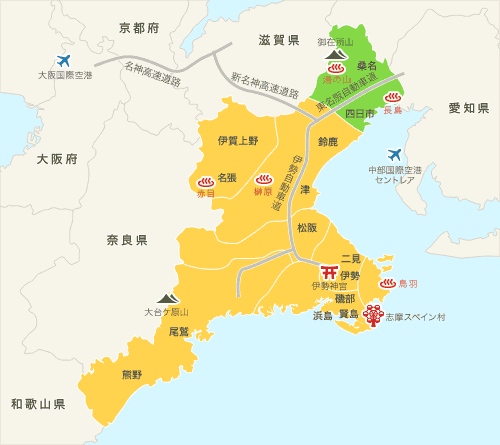 京都府
滋賀県
御在所山
桑名
大阪国際空港
名神高速道路
新名神高速道路
湯の山
東名阪自動車道
四日市
長島
愛知県
伊賀上野
鈴鹿
大阪府
伊勢自動車道
中部国際空港
セントレア
名張
赤目
榊原
津
松阪
奈良県
二見
伊勢
伊勢神宮
鳥羽
大台ケ原山
磯部
浜島
賢島
志摩スペイン村
尾鷲
熊野
和歌山県